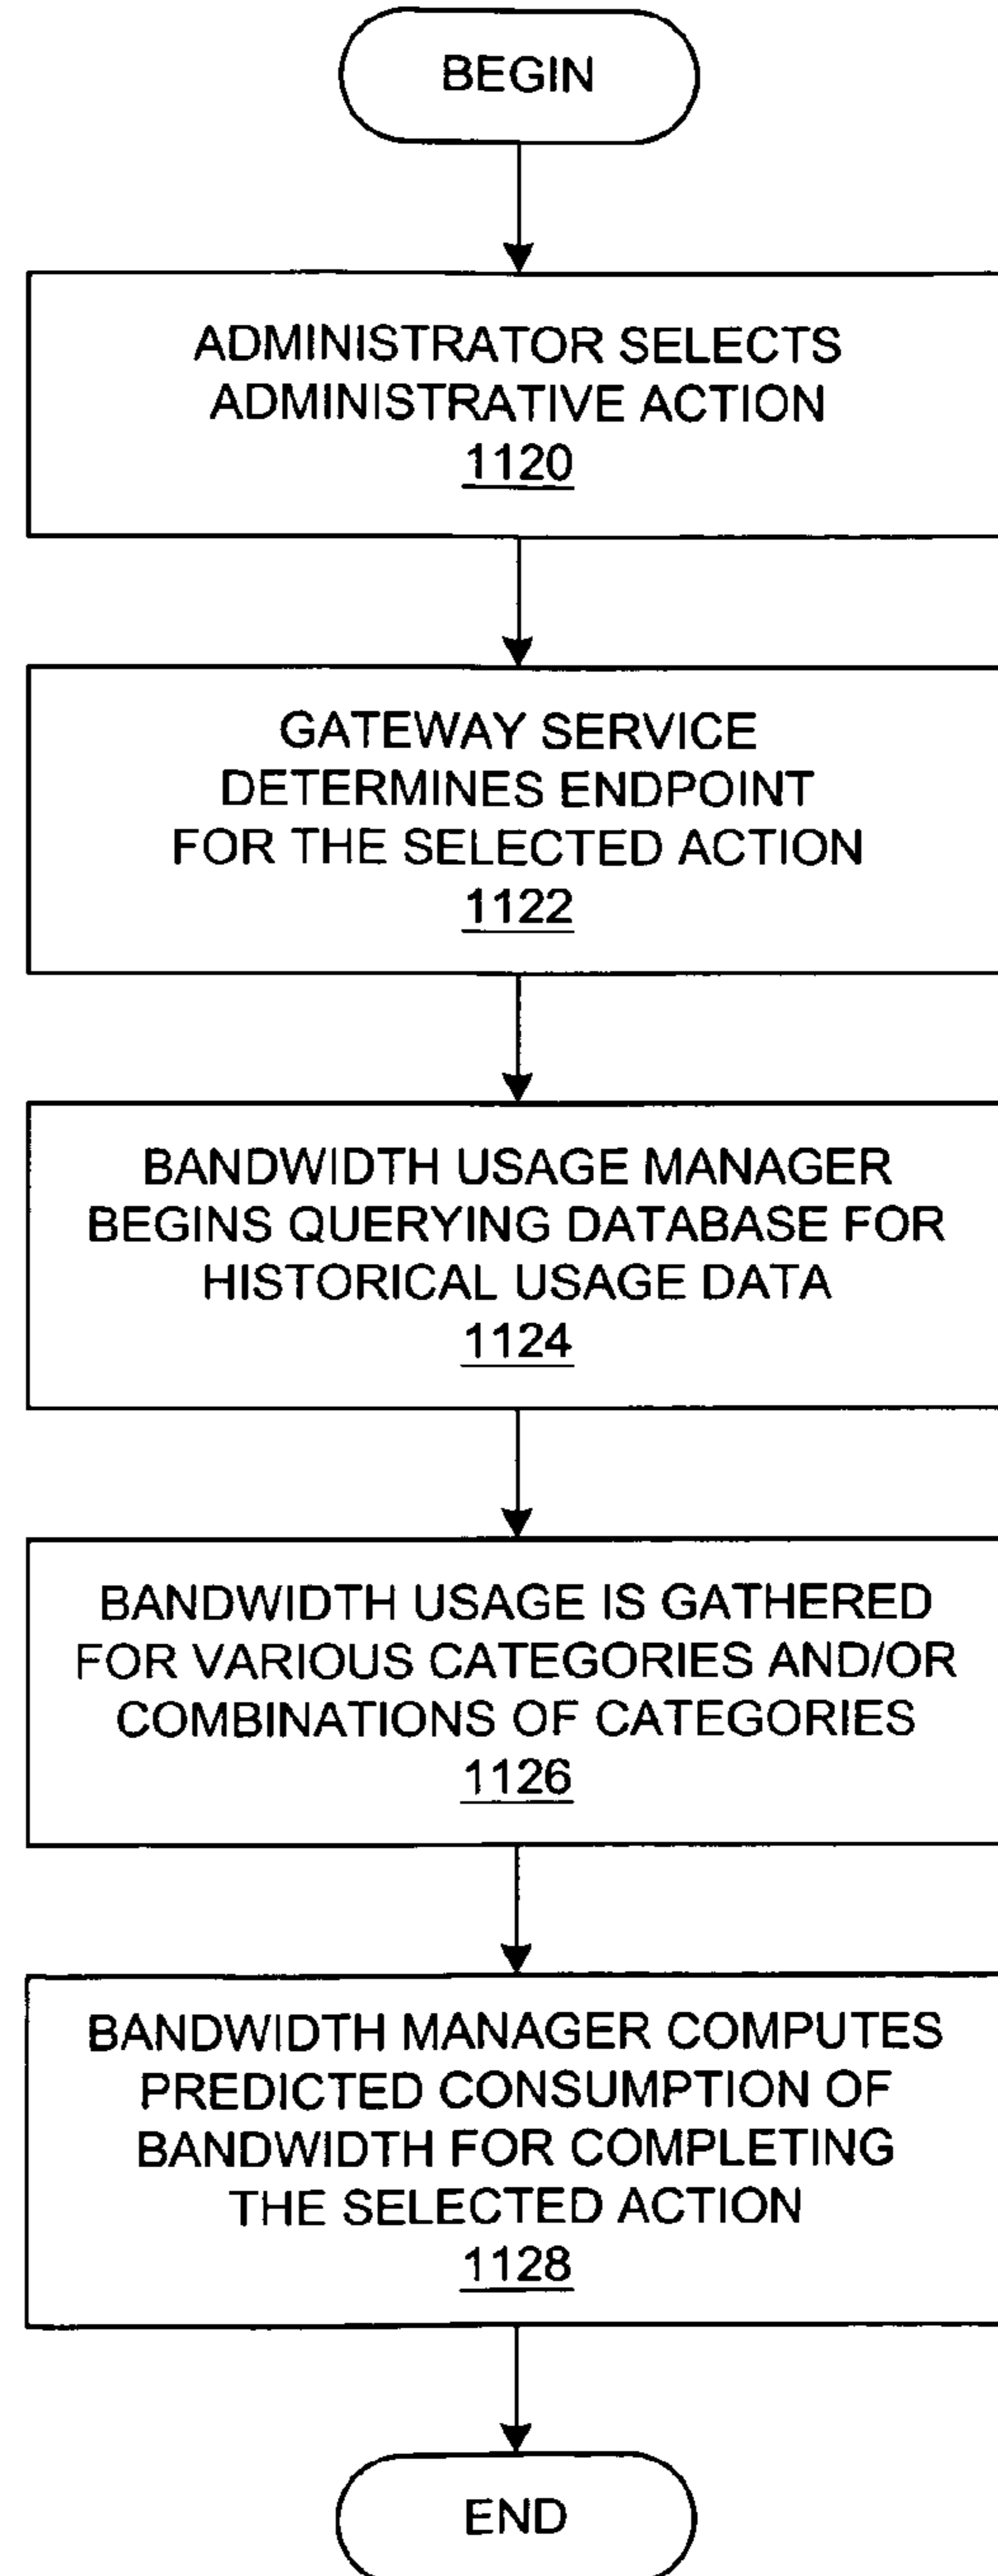 BEGIN
ADMINISTRATOR SELECTS
ADMINISTRATIVE ACTION
1120
GATEWAY SERVICE
DETERMINES ENDPOINT
FOR THE SELECTED ACTION
1122
BANDWIDTH USAGE MANAGER
BEGINS QUERYING DATABASE FOR
HISTORICAL USAGE DATA
1124
BANDWIDTH USAGE IS GATHERED
FOR VARIOUS CATEGORIES AND/OR
COMBINATIONS OF CATEGORIES
1126
BANDWIDTH MANAGER COMPUTES
PREDICTED CONSUMPTION OF
BANDWIDTH FOR COMPLETING
THE SELECTED ACTION
1128
END